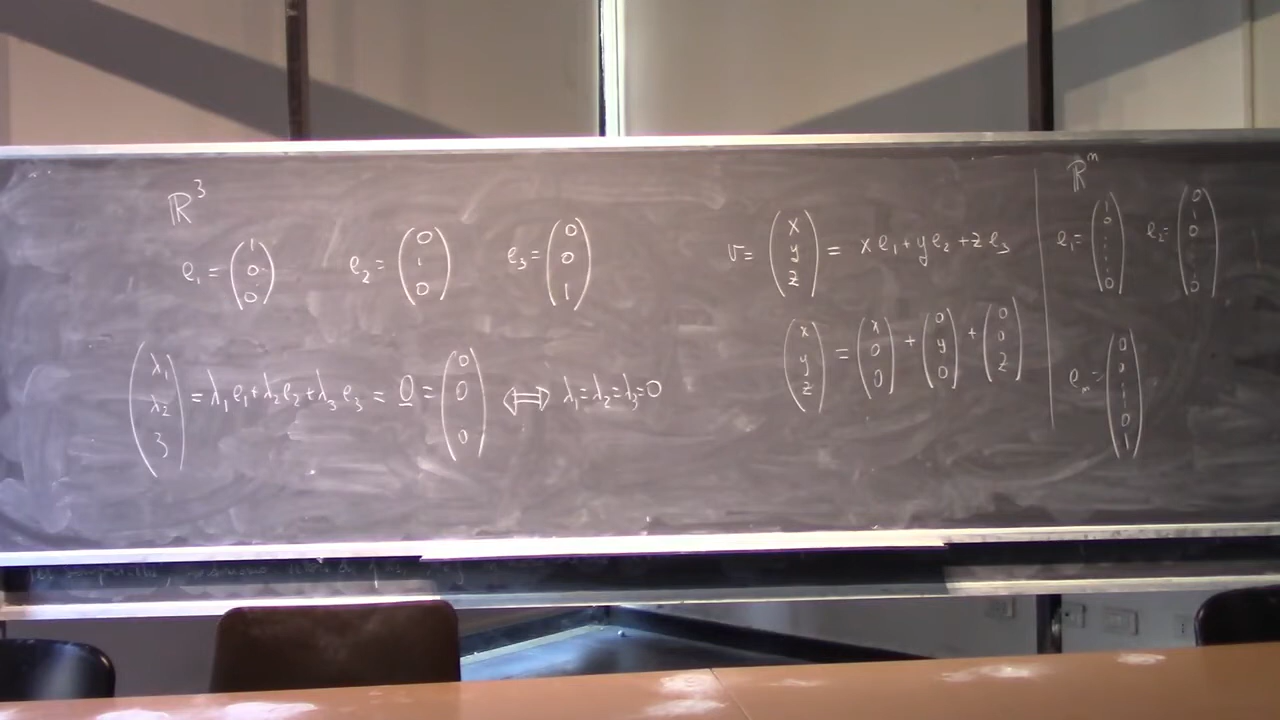 ℝ³
e₁ = (1 0 0) e₂ = (0 1 0) e₃ = (0 0 1)
(λ₁ λ₂ 3) = λ₁e₁+λ₂e₂+λ₃e₃ = 0 = (0 0 0) ⟺ λ₁=λ₂=λ₃=0
v = (x y z) = x e₁ + y e₂ + z e₃
(x y z) = (x 0 0) + (0 y 0) + (0 0 z)
ℝⁿ
e₁ = (1 0 ⋮ 0) e₂ = (0 1 0 ⋮ 0)
eₙ = (0 0 ⋮ 0 1)